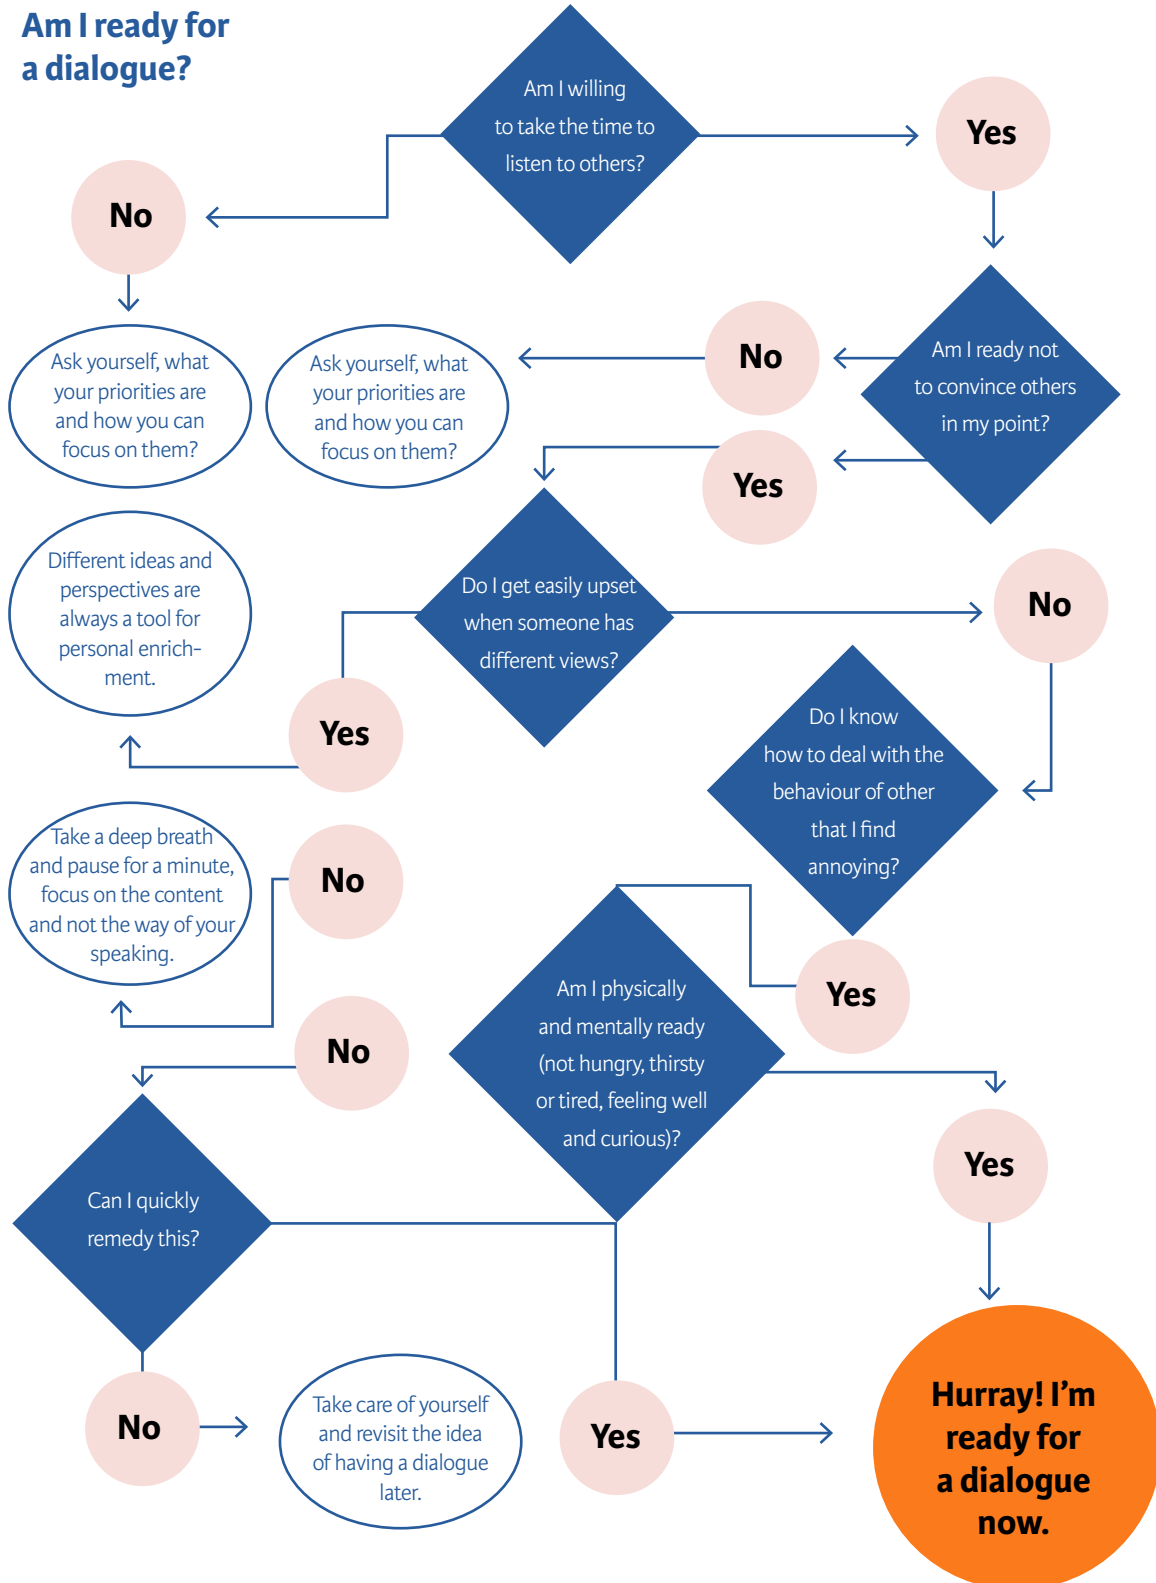 Am I ready for
a dialogue?
Am I willing
to take the time to
listen to others?
Yes
No
Ask yourself, what
your priorities are
and how you can
focus on them?
Ask yourself, what
your priorities are
and how you can
focus on them?
No
Am I ready not
to convince others
in my point?
Yes
Different ideas and
perspectives are
always a tool for
personal enrich-
ment.
Do I get easily upset
when someone has
different views?
No
Yes
Do I know
how to deal with the
behaviour of other
that I find
annoying?
Take a deep breath
and pause for a minute,
focus on the content
and not the way of your
speaking.
No
Yes
Am I physically
and mentally ready
(not hungry, thirsty
or tired, feeling well
and curious)?
No
Yes
Can I quickly
remedy this?
No
Take care of yourself
and revisit the idea
of having a dialogue
later.
Yes
Hurray! I'm
ready for
a dialogue
now.